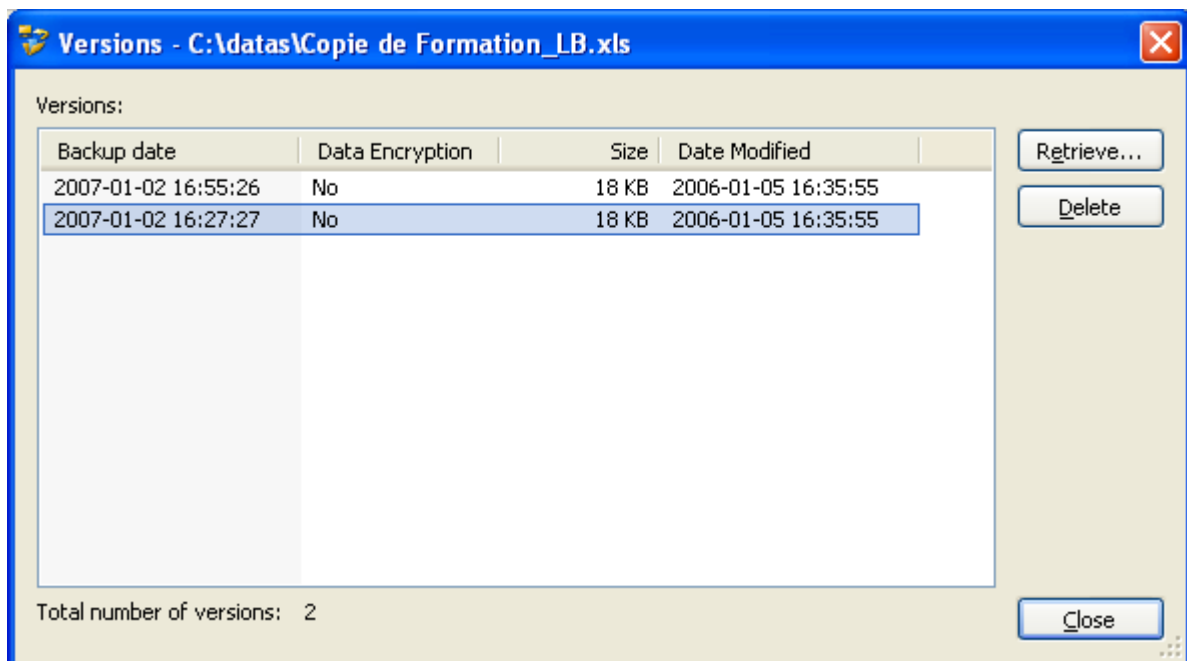 Versions - C:\datas\Copie de Formation_LB.xls
Versions:
Backup date Data Encryption Size Date Modified
2007-01-02 16:55:26 No 18 KB 2006-01-05 16:35:55
2007-01-02 16:27:27 No 18 KB 2006-01-05 16:35:55
Retrieve...
Delete
Total number of versions: 2
Close